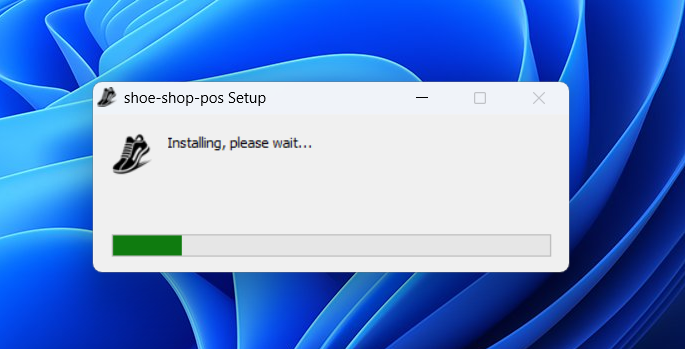 shoe-shop-pos Setup
Installing, please wait...